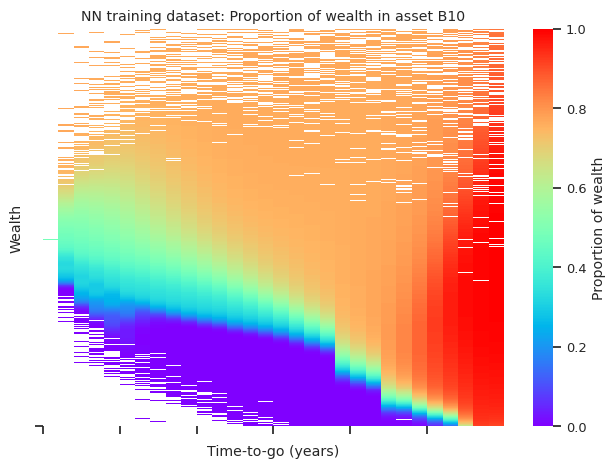 NN training dataset: Proportion of wealth in asset B10
Wealth
Time-to-go (years)
1.0
0.8
0.6
0.4
0.2
0.0
Proportion of wealth